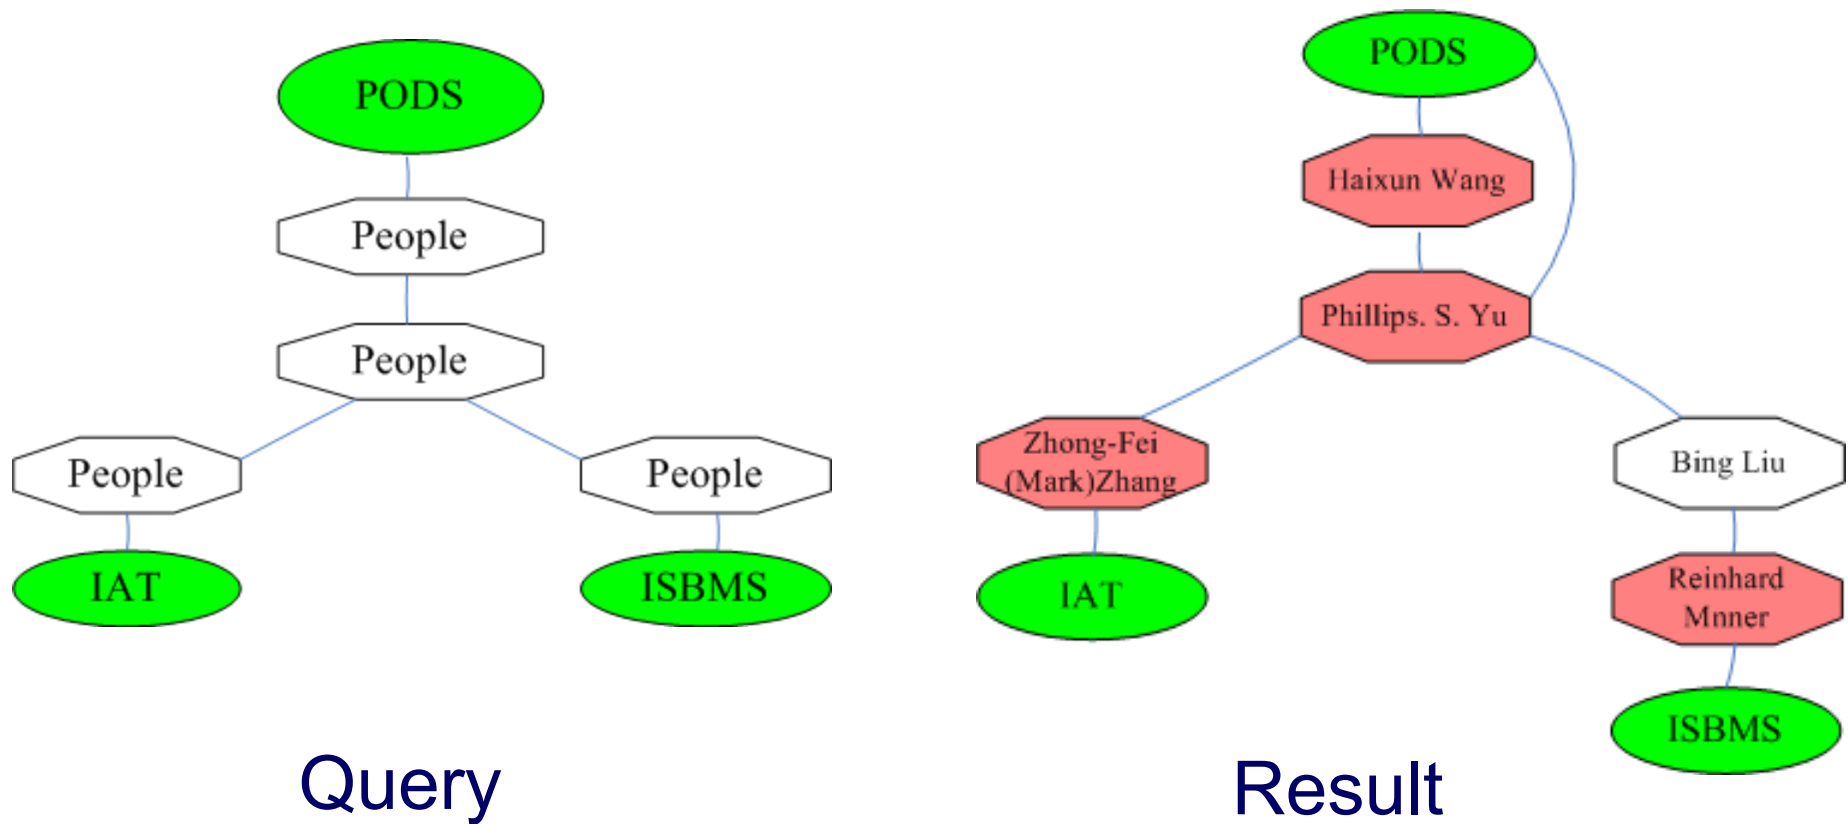 PODS
People
People
People
People
IAT
ISBMS
Query
PODS
Haixun Wang
Phillips. S. Yu
Zhong-Fei
(Mark)Zhang
Bing Liu
IAT
Reinhard
Mnner
ISBMS
Result